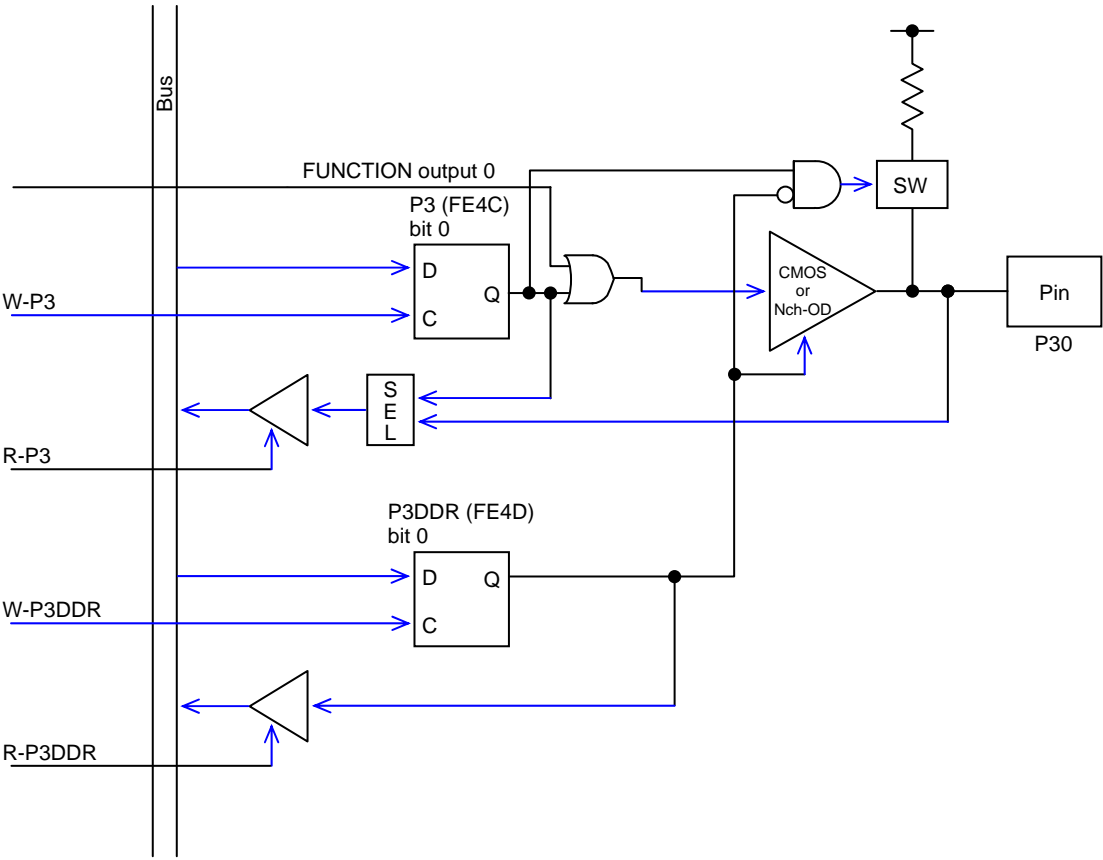 Bus
FUNCTION output 0
P3 (FE4C)
bit 0
SW
D
Q
C
CMOS
or
Nch-OD
Pin
P30
W-P3
S
E
L
R-P3
P3DDR (FE4D)
bit 0
D
Q
C
W-P3DDR
R-P3DDR